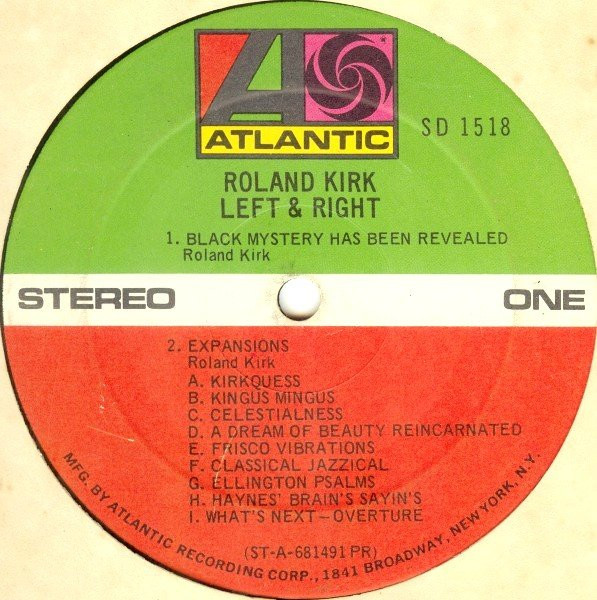 ATLANTIC
SD 1518
ROLAND KIRK
LEFT & RIGHT
1. BLACK MYSTERY HAS BEEN REVEALED
Roland Kirk
STEREO
ONE
2. EXPANSIONS
Roland Kirk
A. KIRKQUESS
B. KINGUS MINGUS
C. CELESTIALNESS
D. A DREAM OF BEAUTY REINCARNATED
E. FRISCO VIBRATIONS
F. CLASSICAL JAZZICAL
G. ELLINGTON PSALMS
H. HAYNES' BRAIN'S SAYIN'S
I. WHAT'S NEXT—OVERTURE
(ST-A-681491 PR)
MFG. BY ATLANTIC RECORDING CORP., 1841 BROADWAY, NEW YORK, N.Y.